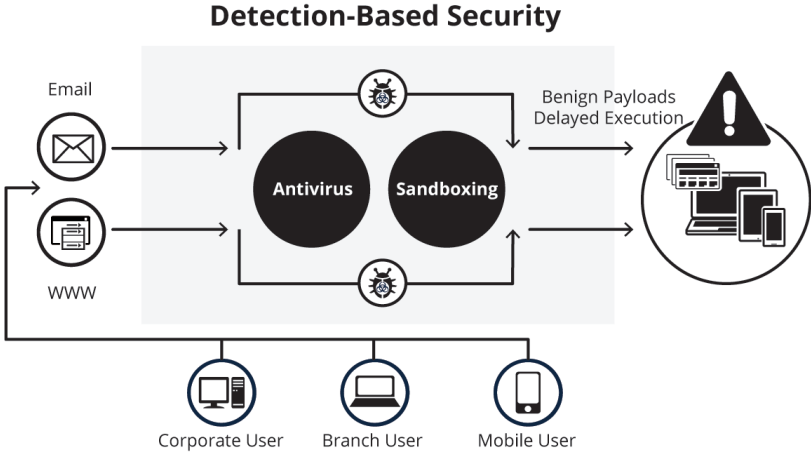 Detection-Based Security
Email
Benign Payloads
Delayed Execution
Antivirus
Sandboxing
WWW
Corporate User
Branch User
Mobile User